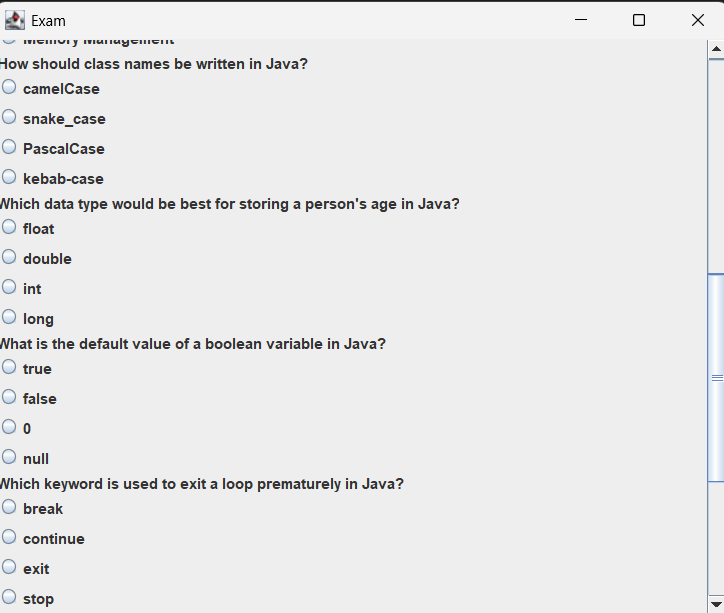 Exam
Memory Management
How should class names be written in Java?
camelCase
snake_case
PascalCase
kebab-case
Which data type would be best for storing a person's age in Java?
float
double
int
long
What is the default value of a boolean variable in Java?
true
false
0
null
Which keyword is used to exit a loop prematurely in Java?
break
continue
exit
stop